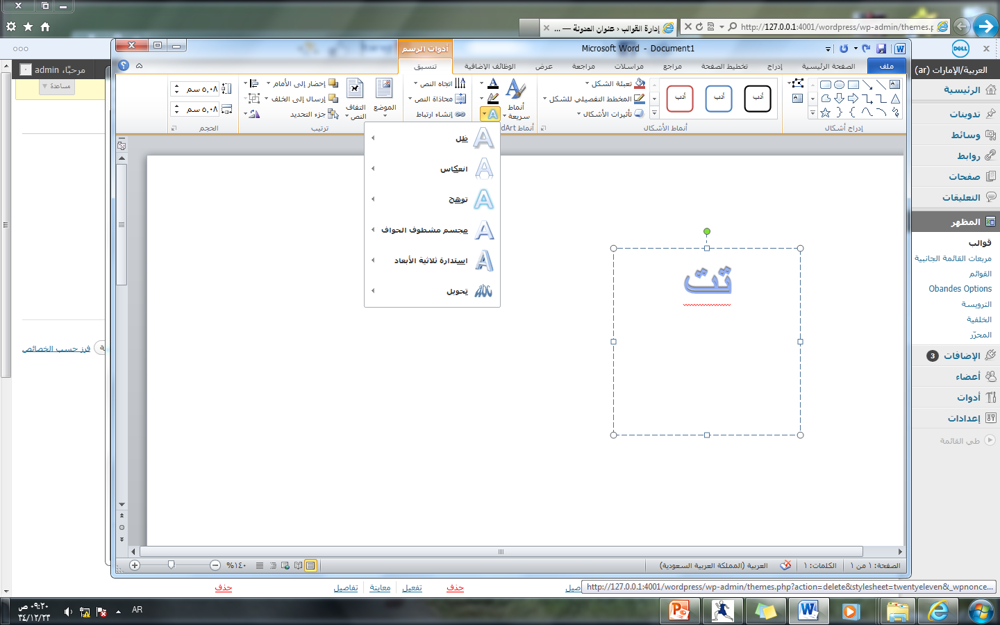 إدارة القوالب ‹ عنوان المدونة — ...
http://127.0.0.1:4001/wordpress/wp-admin/themes.p
Microsoft Word - Document1
أدوات الرسم
DELL
مرحبًا، admin
مساعدة
ملف
الصفحة الرئيسية
إدراج
تخطيط الصفحة
مراجع
مراسلات
مراجعة
عرض
الوظائف الإضافية
تنسيق
إدراج أشكال
أدب
أدب
أدب
تعبئة الشكل
المخطط التفصيلي للشكل
تأثيرات الأشكال
أنماط الأشكال
أنماط سريعة
أنماط dArt
اتجاه النص
محاذاة النص
إنشاء ارتباط
الموضع
التفاف النص
إحضار إلى الأمام
إرسال إلى الخلف
جزء التحديد
ترتيب
٥,٠٨ سم
٥,٠٨ سم
الحجم
ظل
انعكاس
توهج
مجسم مشطوف الحواف
استدارة ثلاثية الأبعاد
تحويل
تت
العربية/الإمارات (ar)
الرئيسية
تدوينات
وسائط
روابط
صفحات
التعليقات
المظهر
قوالب
مربعات القائمة الجانبية
القوائم
Obandes Options
الترويسة
الخلفية
المحرّر
الإضافات 3
أعضاء
أدوات
إعدادات
طي القائمة
فرز حسب الخصائص
الصفحة: ١ من ١
الكلمات: ١
العربية (المملكة العربية السعودية)
١٤٠%
حذف
تفاصيل
معاينة
تفعيل
حذف
صيل
http://127.0.0.1:4001/wordpress/wp-admin/themes.php?action=delete&stylesheet=twentyeleven&_wpnonce...
AR
٠٩:٢٠ ص
٣٤/١٢/٢٣